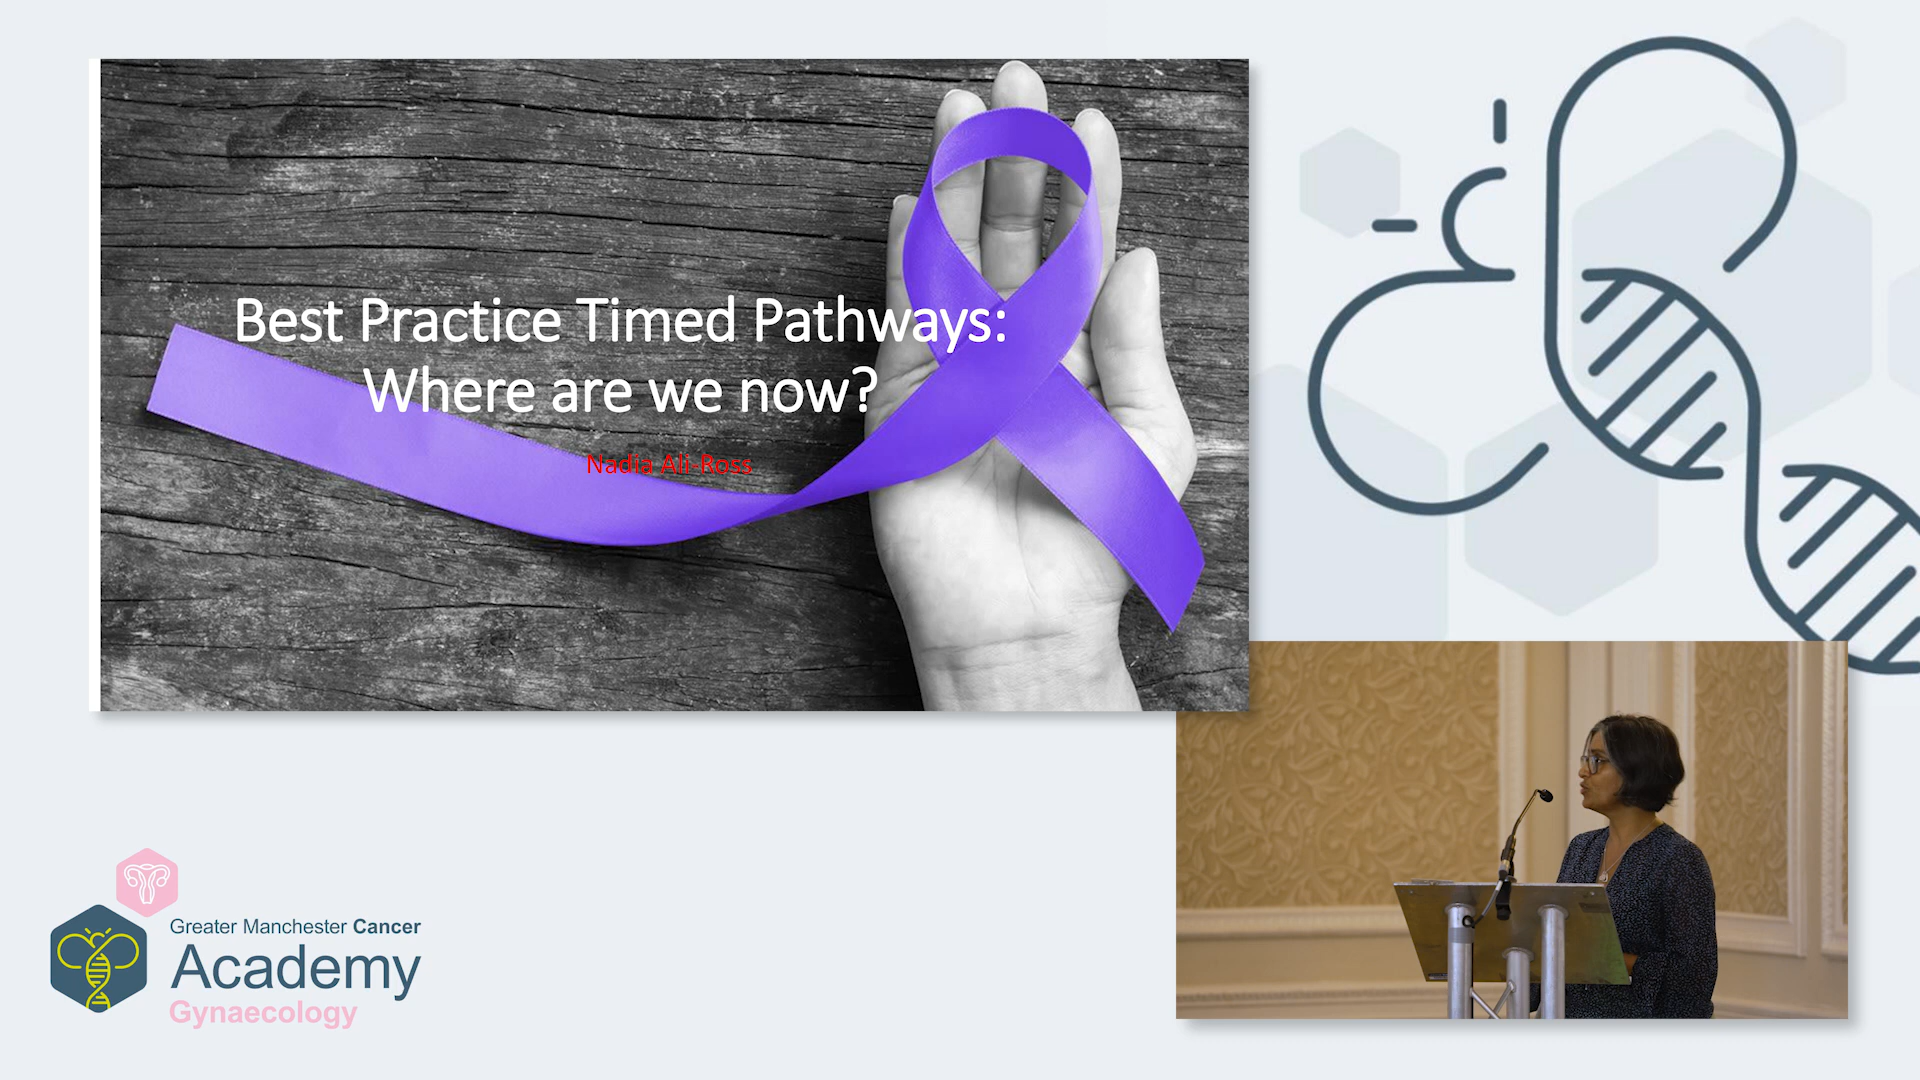 Best Practice Timed Pathways:
Where are we now?
Nadia Ali-Ross
Greater Manchester Cancer
Academy
Gynaecology